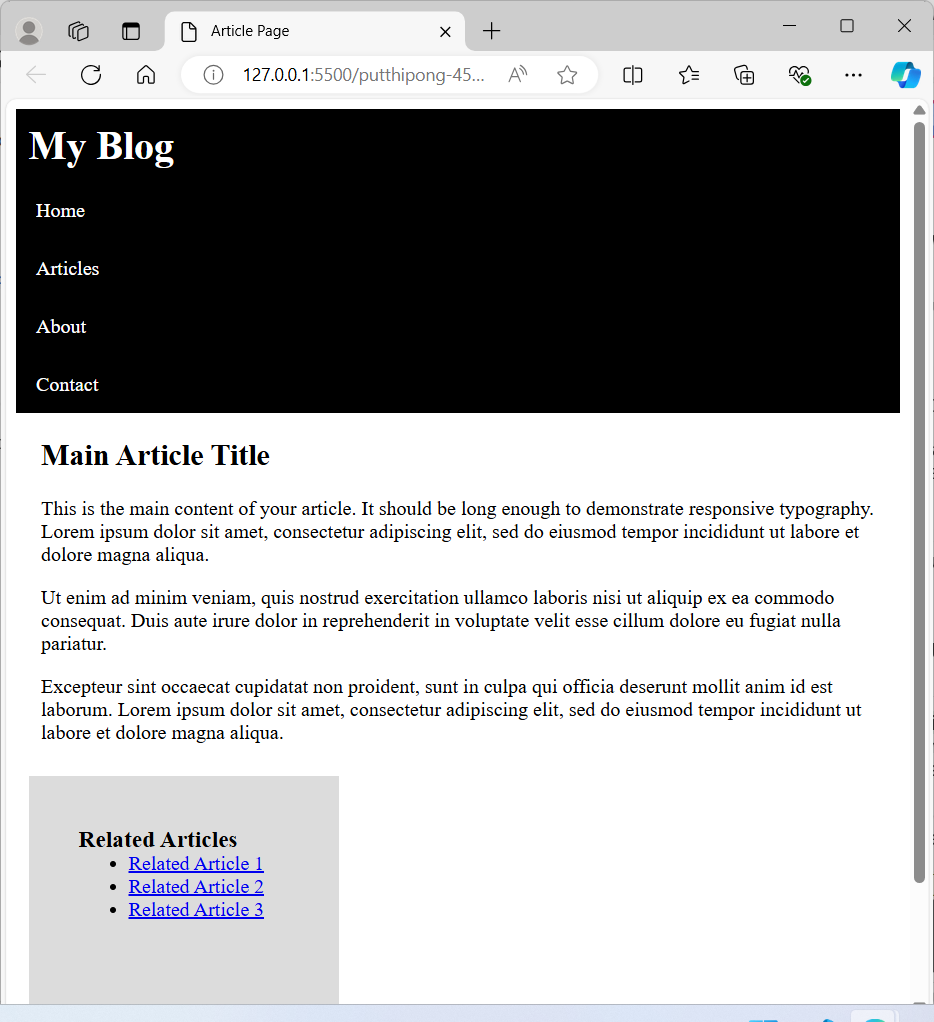 Article Page
127.0.0.1:5500/putthipong-45...
My Blog
Home
Articles
About
Contact
Main Article Title
This is the main content of your article. It should be long enough to demonstrate responsive typography.
Lorem ipsum dolor sit amet, consectetur adipiscing elit, sed do eiusmod tempor incididunt ut labore et
dolore magna aliqua.
Ut enim ad minim veniam, quis nostrud exercitation ullamco laboris nisi ut aliquip ex ea commodo
consequat. Duis aute irure dolor in reprehenderit in voluptate velit esse cillum dolore eu fugiat nulla
pariatur.
Excepteur sint occaecat cupidatat non proident, sunt in culpa qui officia deserunt mollit anim id est
laborum. Lorem ipsum dolor sit amet, consectetur adipiscing elit, sed do eiusmod tempor incididunt ut
labore et dolore magna aliqua.
Related Articles
Related Article 1
Related Article 2
Related Article 3